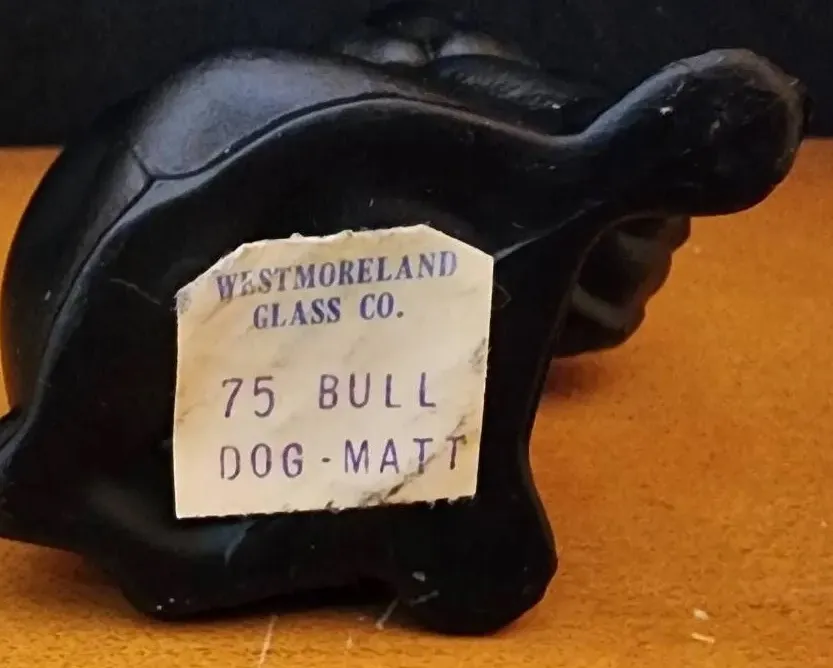 WESTMORELAND
GLASS CO.
75 BULL
DOG-MATT